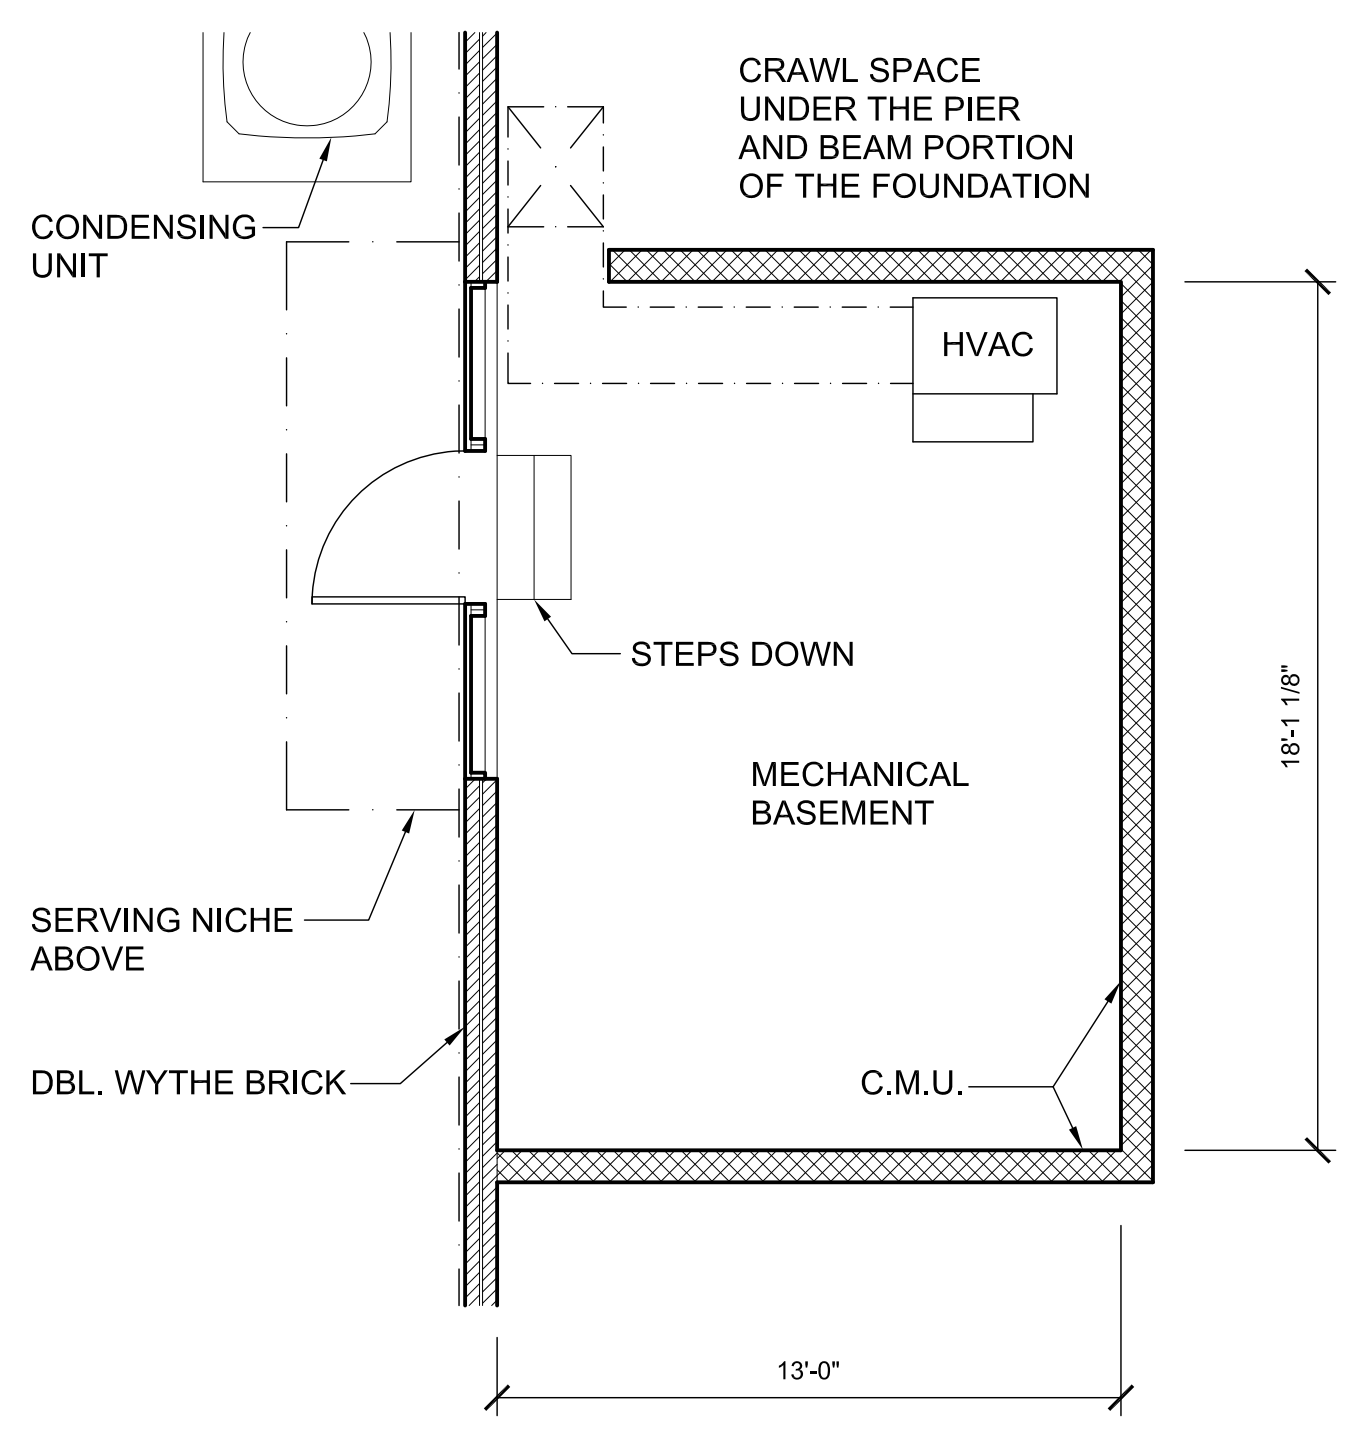 CRAWL SPACE
UNDER THE PIER
AND BEAM PORTION
OF THE FOUNDATION
CONDENSING
UNIT
HVAC
STEPS DOWN
18'-1 1/8"
MECHANICAL
BASEMENT
SERVING NICHE
ABOVE
DBL. WYTHE BRICK
C.M.U.
13'-0"